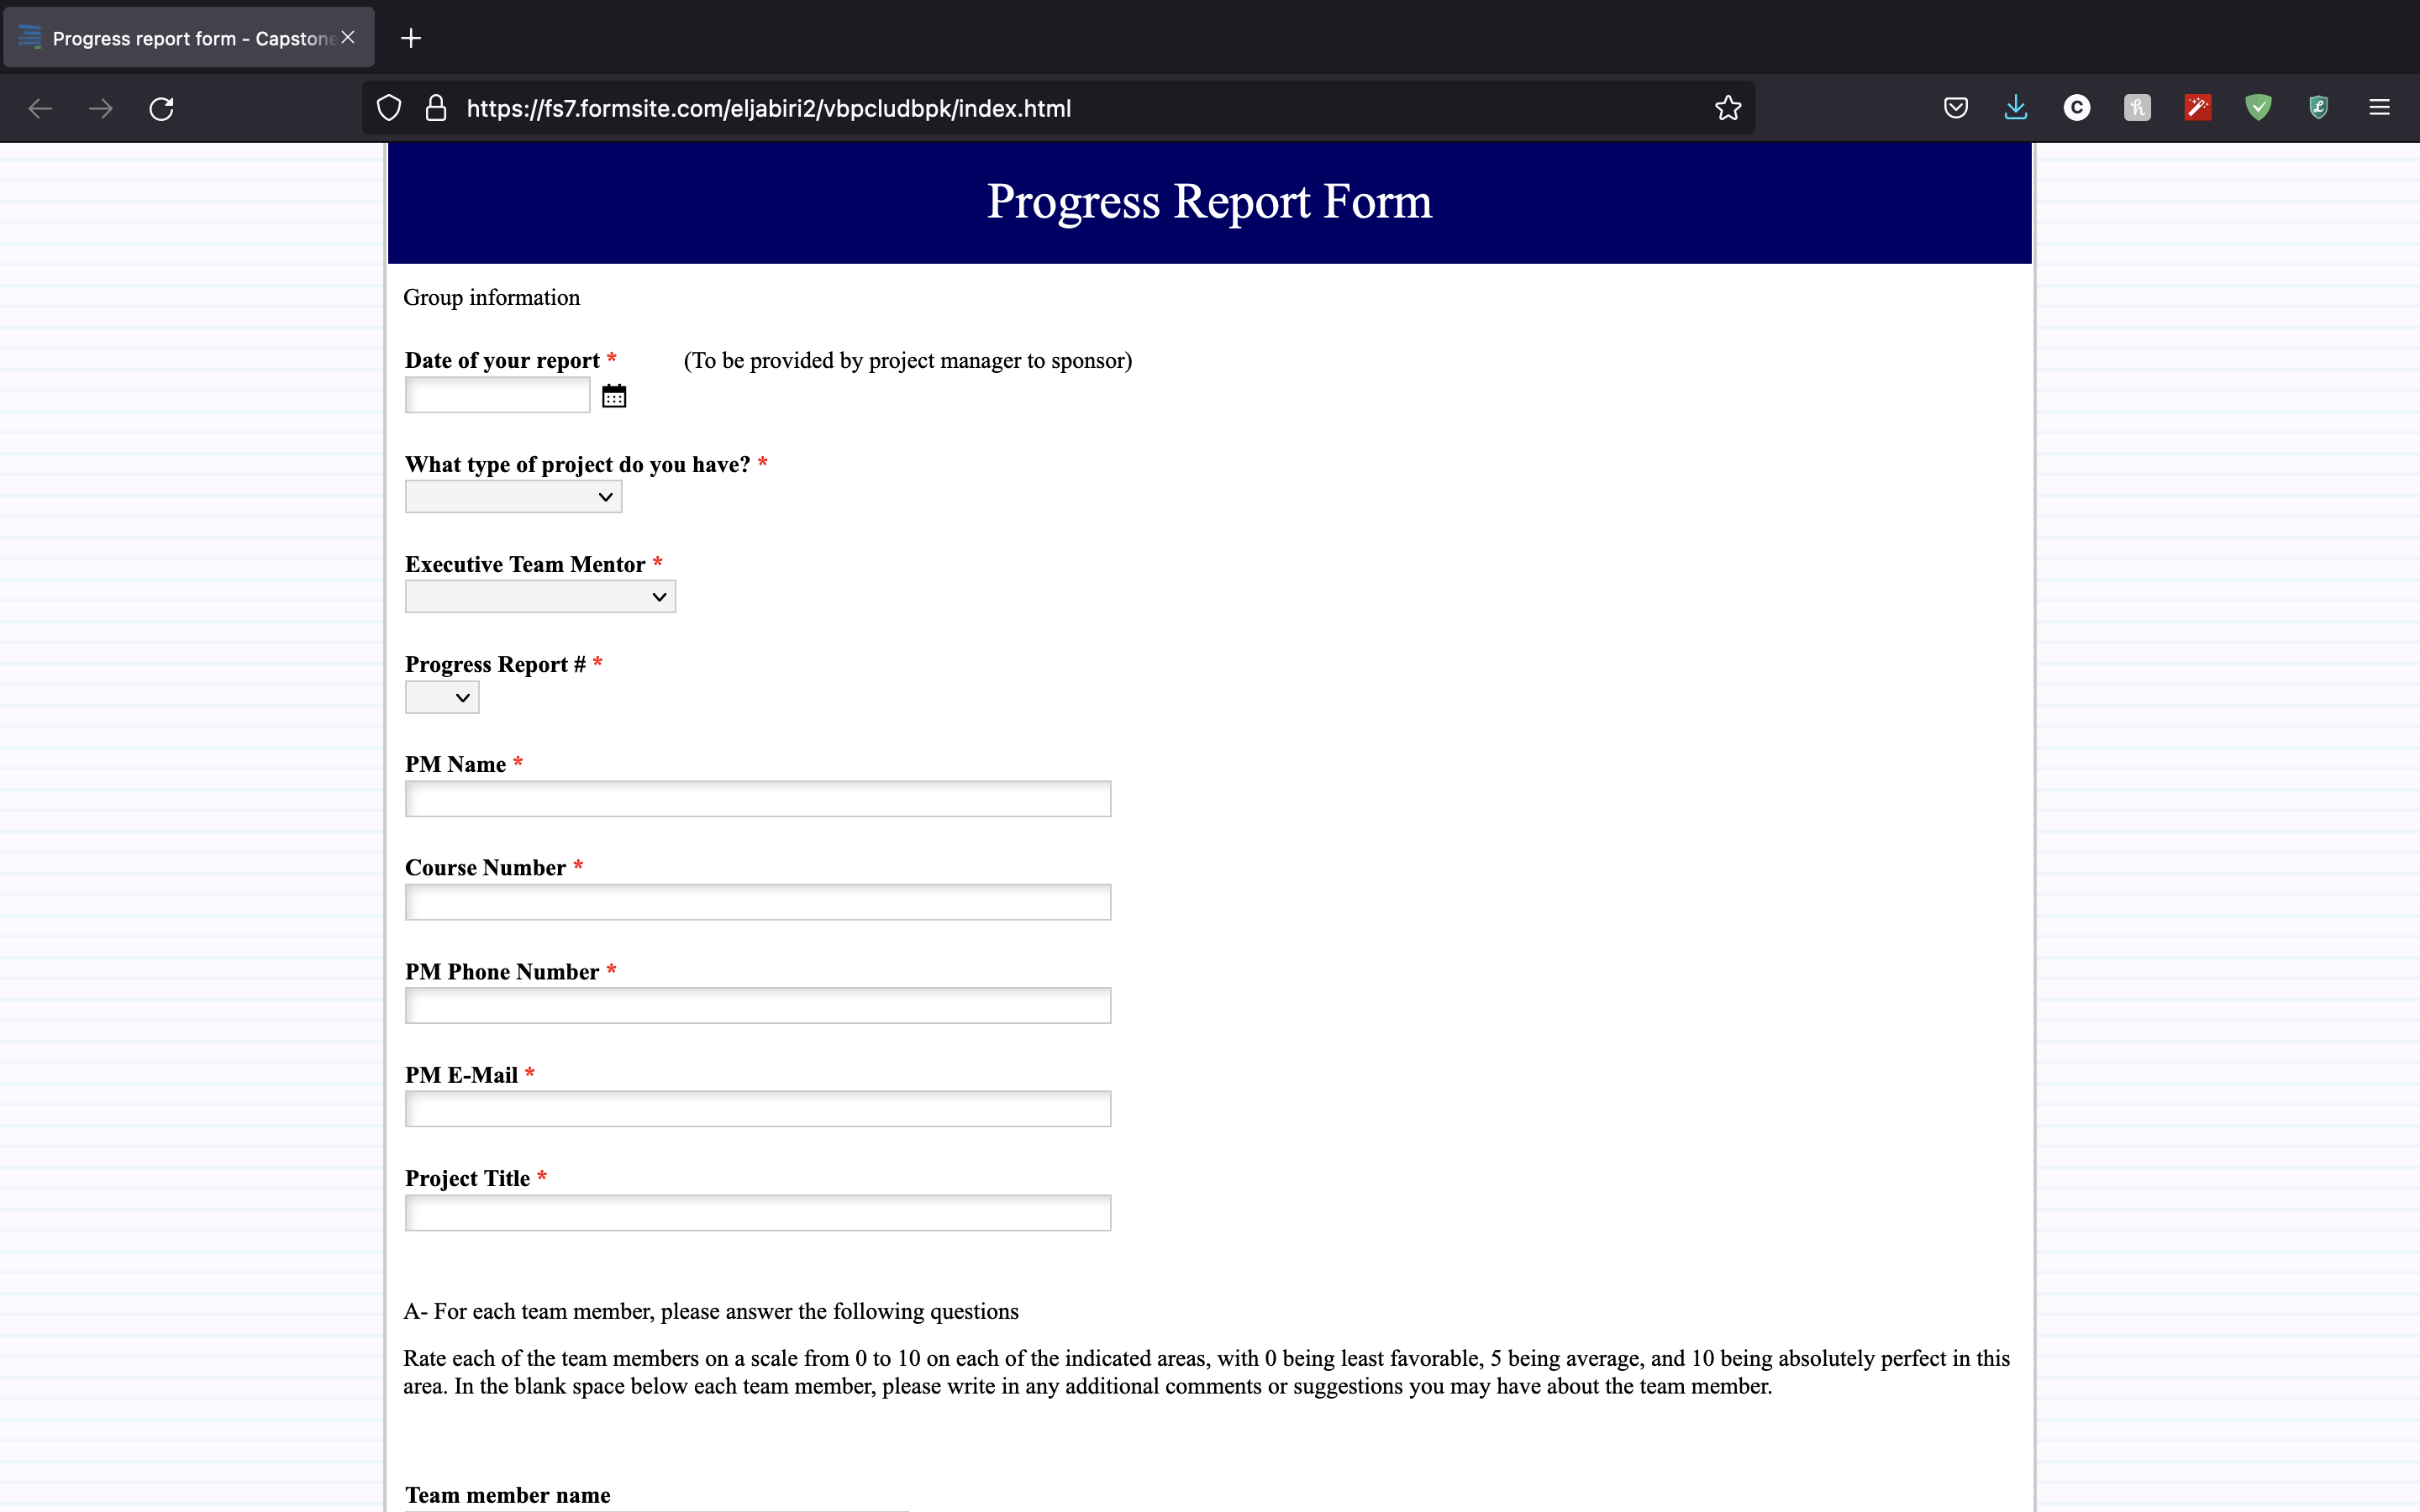 Progress report form - Capstone
https://fs7.formsite.com/eljabiri2/vbpcludbpk/index.html
Progress Report Form
Group information
Date of your report * (To be provided by project manager to sponsor)
What type of project do you have? *
Executive Team Mentor *
Progress Report # *
PM Name *
Course Number *
PM Phone Number *
PM E-Mail *
Project Title *
A- For each team member, please answer the following questions
Rate each of the team members on a scale from 0 to 10 on each of the indicated areas, with 0 being least favorable, 5 being average, and 10 being absolutely perfect in this
area. In the blank space below each team member, please write in any additional comments or suggestions you may have about the team member.
Team member name